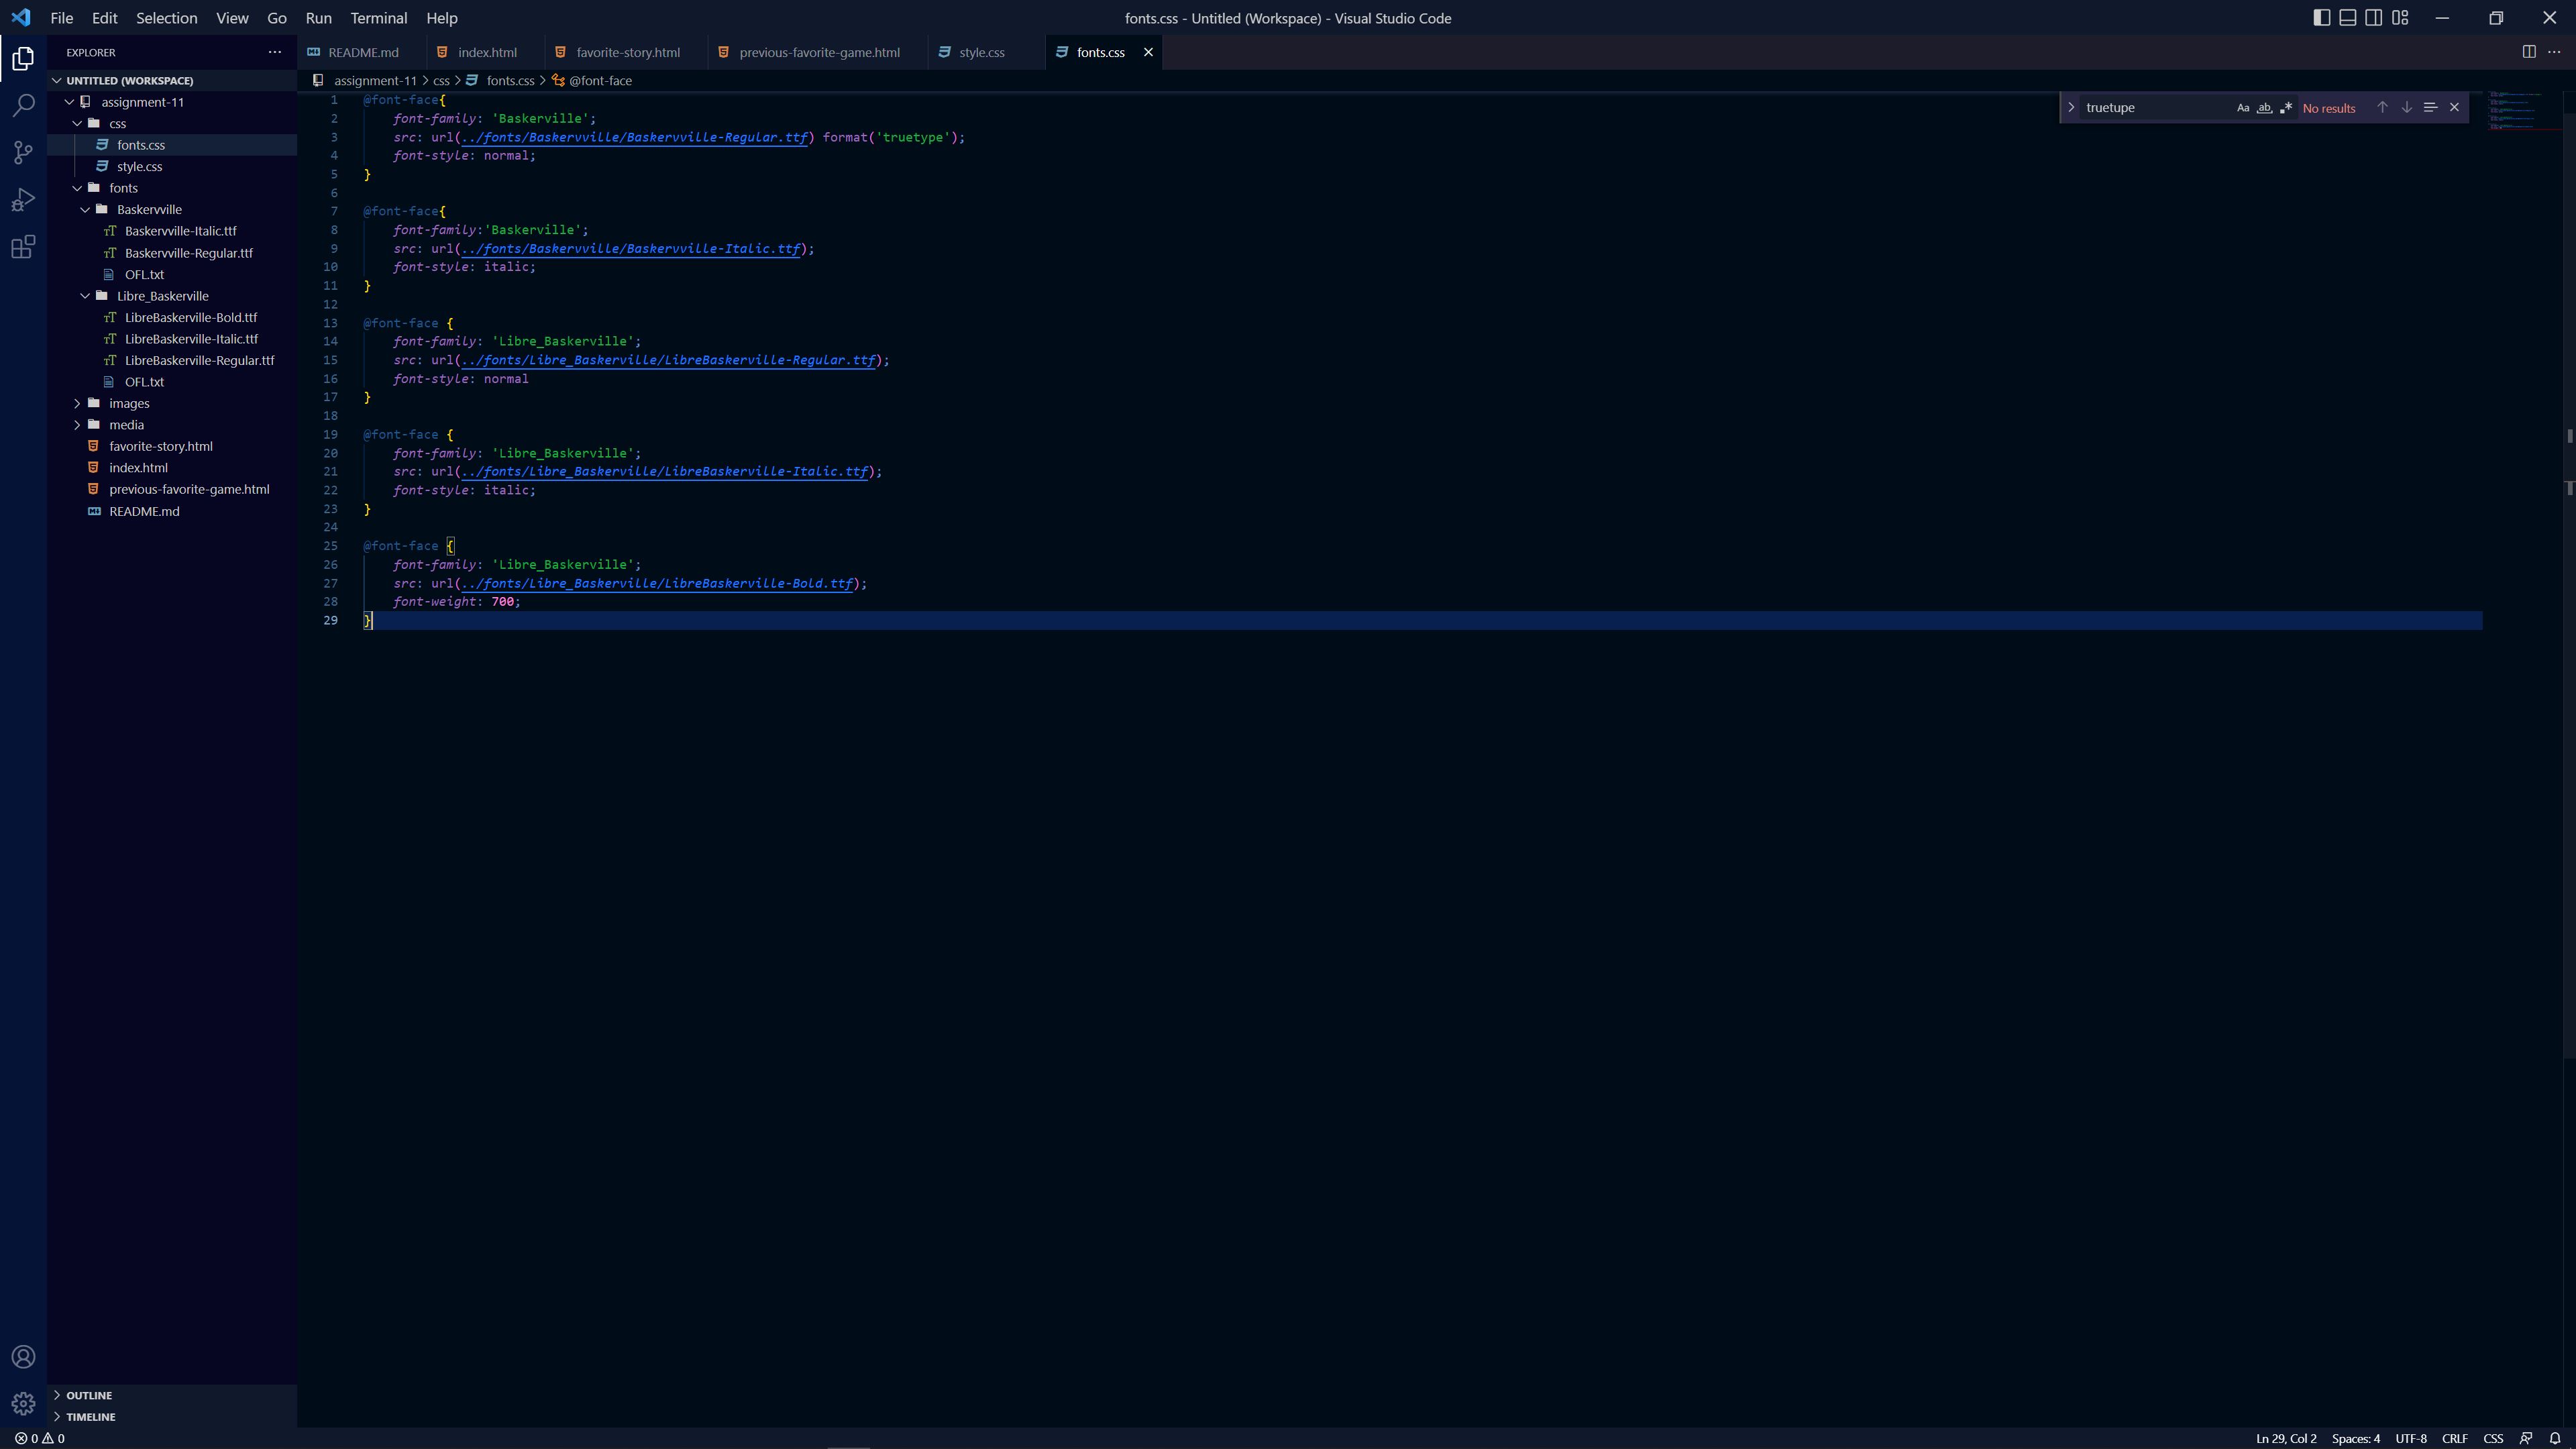 File Edit Selection View Go Run Terminal Help
fonts.css - Untitled (Workspace) - Visual Studio Code
EXPLORER
UNTITLED (WORKSPACE)
assignment-11
css
fonts.css
style.css
fonts
Baskervville
Baskervville-Italic.ttf
Baskervville-Regular.ttf
OFL.txt
Libre_Baskerville
LibreBaskerville-Bold.ttf
LibreBaskerville-Italic.ttf
LibreBaskerville-Regular.ttf
OFL.txt
images
media
favorite-story.html
index.html
previous-favorite-game.html
README.md
OUTLINE
TIMELINE
README.md index.html favorite-story.html previous-favorite-game.html style.css fonts.css
assignment-11 > css > fonts.css > @font-face
truetupe Aa ab .* No results
1 @font-face{
2 font-family: 'Baskerville';
3 src: url(../fonts/Baskervville/Baskervville-Regular.ttf) format('truetype');
4 font-style: normal;
5 }
6
7 @font-face{
8 font-family:'Baskerville';
9 src: url(../fonts/Baskervville/Baskervville-Italic.ttf);
10 font-style: italic;
11 }
12
13 @font-face {
14 font-family: 'Libre_Baskerville';
15 src: url(../fonts/Libre_Baskerville/LibreBaskerville-Regular.ttf);
16 font-style: normal
17 }
18
19 @font-face {
20 font-family: 'Libre_Baskerville';
21 src: url(../fonts/Libre_Baskerville/LibreBaskerville-Italic.ttf);
22 font-style: italic;
23 }
24
25 @font-face {
26 font-family: 'Libre_Baskerville';
27 src: url(../fonts/Libre_Baskerville/LibreBaskerville-Bold.ttf);
28 font-weight: 700;
29 }
0 0
Ln 29, Col 2 Spaces: 4 UTF-8 CRLF CSS